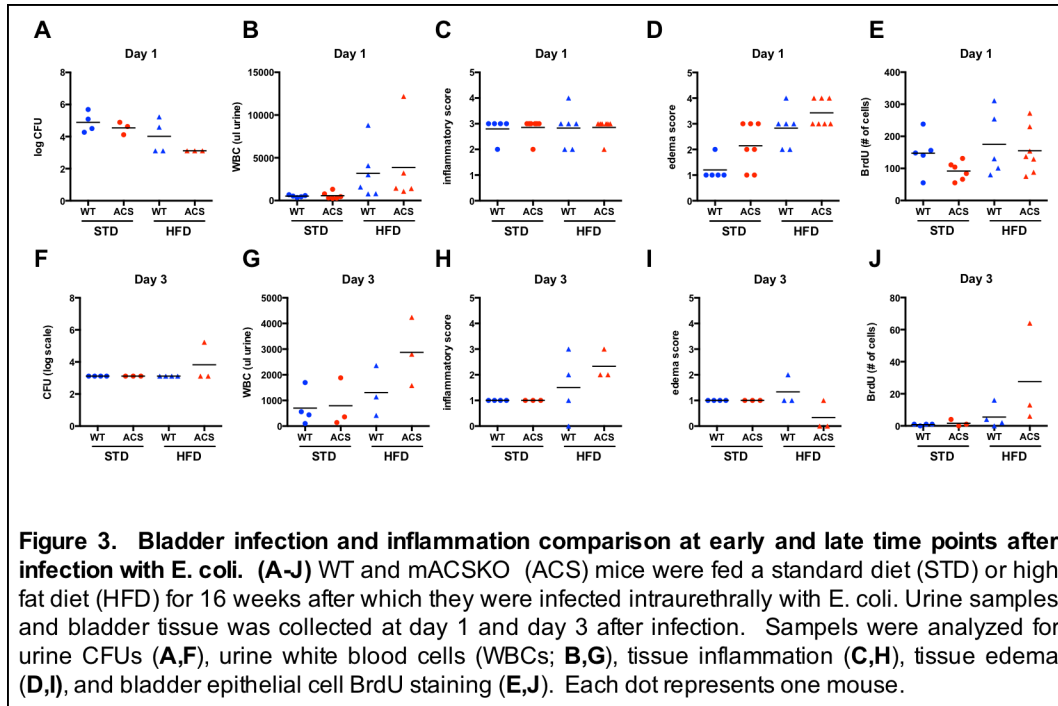 A
B
C
D
E
Day 1
Day 1
Day 1
Day 1
Day 1
log CFU
8
6
4
2
0
WT ACS WT ACS
STD HFD
WBC (ul urine)
15000
10000
5000
0
WT ACS WT ACS
STD HFD
inflammatory score
5
4
3
2
1
0
WT ACS WT ACS
STD HFD
edema score
5
4
3
2
1
0
WT ACS WT ACS
STD HFD
BrdU (# of cells)
400
300
200
100
0
WT ACS WT ACS
STD HFD
F
G
H
I
J
Day 3
Day 3
Day 3
Day 3
Day 3
CFU (log scale)
8
6
4
2
0
WT ACS WT ACS
STD HFD
WBC (ul urine)
5000
4000
3000
2000
1000
0
WT ACS WT ACS
STD HFD
inflammatory score
5
4
3
2
1
0
WT ACS WT ACS
STD HFD
edema score
5
4
3
2
1
0
WT ACS WT ACS
STD HFD
BrdU (# of cells)
80
60
40
20
0
WT ACS WT ACS
STD HFD
Figure 3. Bladder infection and inflammation comparison at early and late time points after
infection with E. coli. (A-J) WT and mACSKO (ACS) mice were fed a standard diet (STD) or high
fat diet (HFD) for 16 weeks after which they were infected intraurethrally with E. coli. Urine samples
and bladder tissue was collected at day 1 and day 3 after infection. Sampels were analyzed for
urine CFUs (A,F), urine white blood cells (WBCs; B,G), tissue inflammation (C,H), tissue edema
(D,I), and bladder epithelial cell BrdU staining (E,J). Each dot represents one mouse.